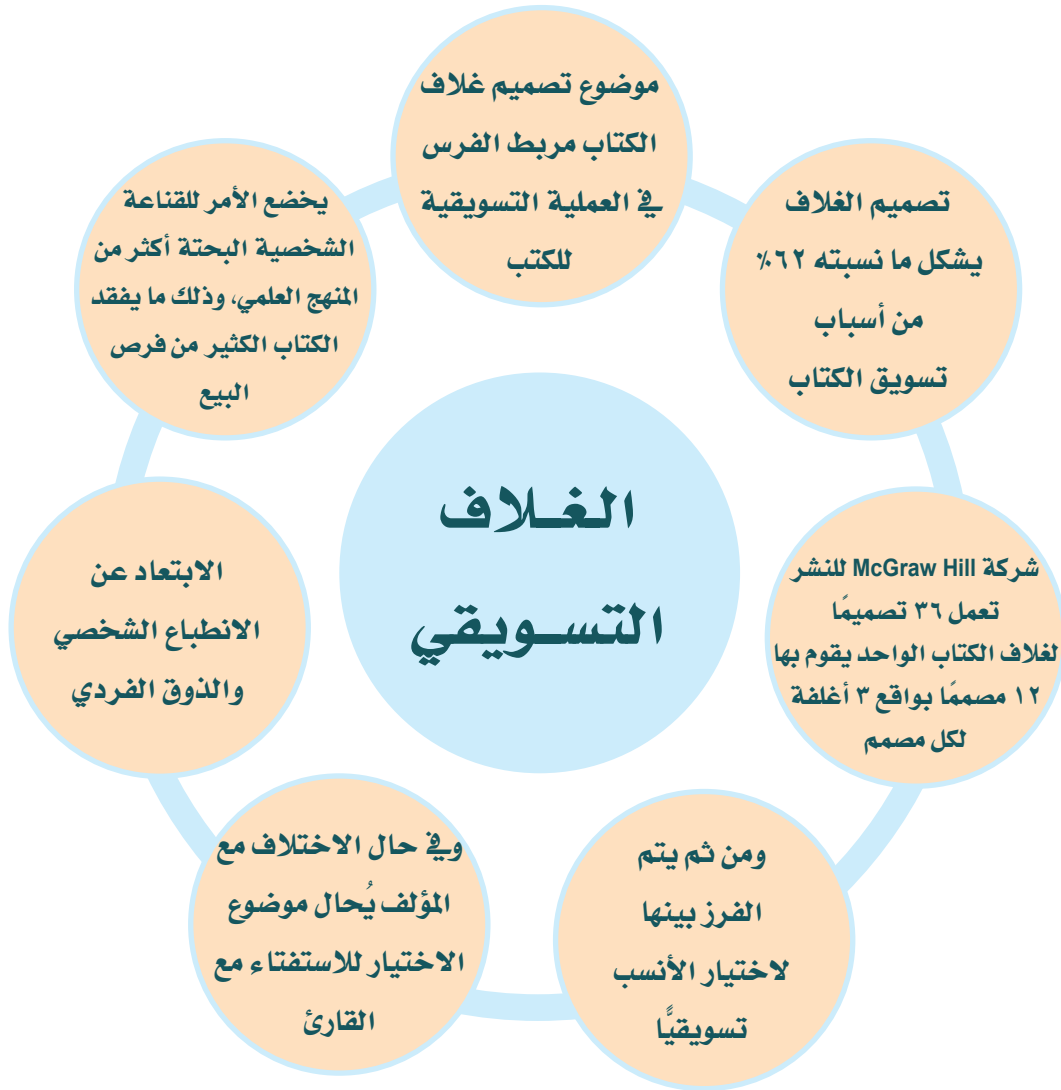 موضوع تصميم غلاف
الكتاب مربط الفرس
في العملية التسويقية
للكتب
تصميم الغلاف
يشكل ما نسبته ٦٢%
من أسباب
تسويق الكتاب
شركة McGraw Hill للنشر
تعمل ٣٦ تصميمًا
لغلاف الكتاب الواحد يقوم بها
١٢ مصممًا بواقع ٣ أغلفة
لكل مصمم
ومن ثم يتم
الفرز بينها
لاختيار الأنسب
تسويقيًّا
وفي حال الاختلاف مع
المؤلف يُحال موضوع
الاختيار للاستفتاء مع
القارئ
الابتعاد عن
الانطباع الشخصي
والذوق الفردي
يخضع الأمر للقناعة
الشخصية البحتة أكثر من
المنهج العلمي، وذلك ما يفقد
الكتاب الكثير من فرص
البيع
الغــلاف
التســويقي